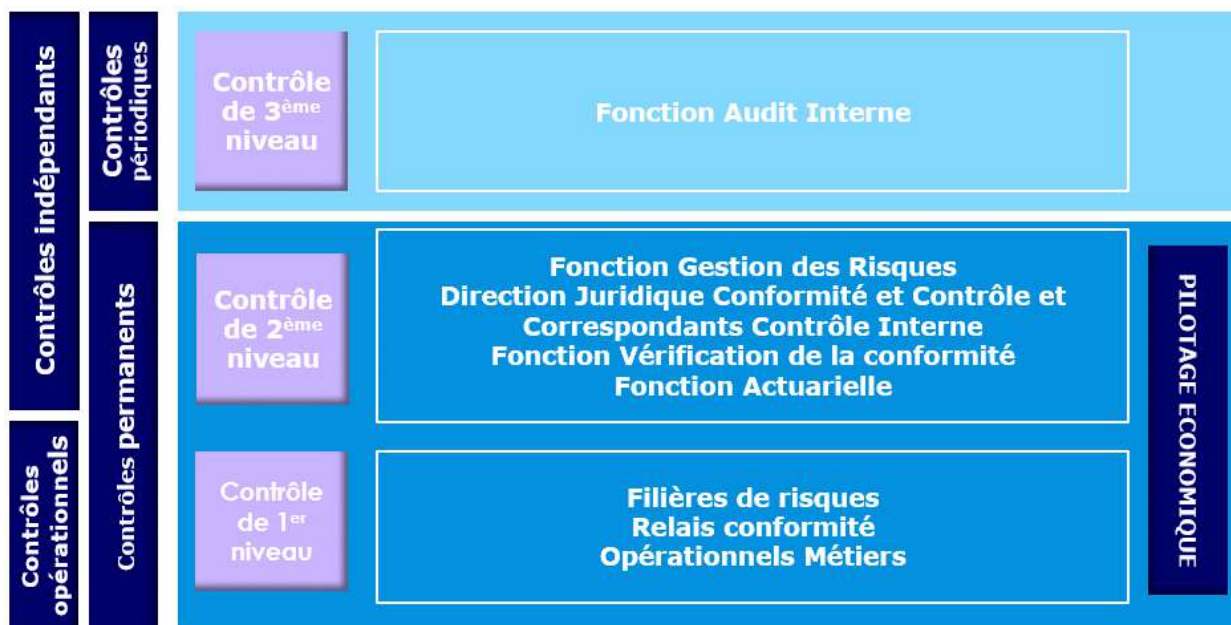 Contrôles indépendants
Contrôles
périodiques
Contrôle
de 3ème
niveau
Fonction Audit Interne
Contrôles permanents
Contrôle
de 2ème
niveau
Fonction Gestion des Risques
Direction Juridique Conformité et Contrôle et
Correspondants Contrôle Interne
Fonction Vérification de la conformité
Fonction Actuarielle
PILOTAGE ECONOMIQUE
Contrôles
opérationnels
Contrôle
de 1er
niveau
Filières de risques
Relais conformité
Opérationnels Métiers